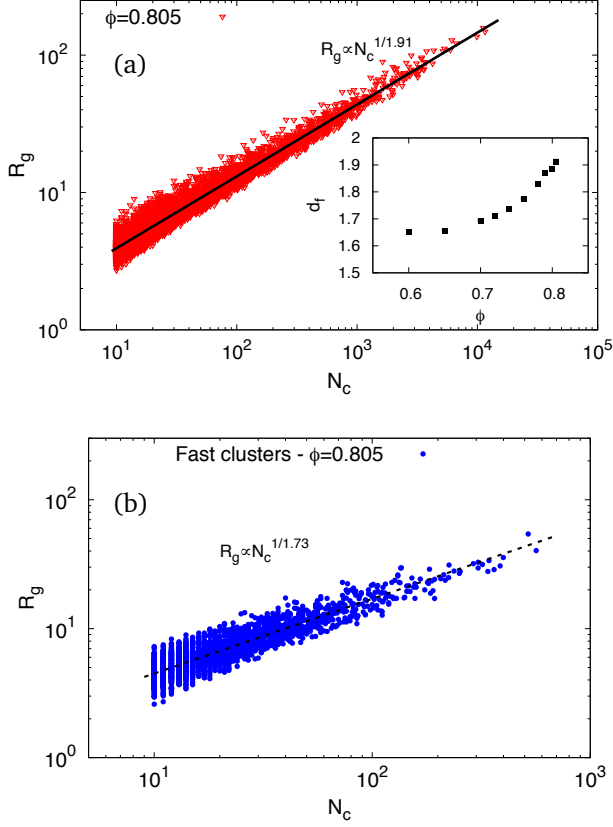 ϕ=0.805
(a)
R_g∝N_c^{1/1.91}
R_g
10^2
10^1
10^0
10^1
10^2
10^3
10^4
10^5
N_c
d_f
2
1.9
1.8
1.7
1.6
1.5
0.6
0.7
0.8
ϕ
Fast clusters - ϕ=0.805
(b)
R_g∝N_c^{1/1.73}
R_g
10^2
10^1
10^0
10^1
10^2
10^3
N_c